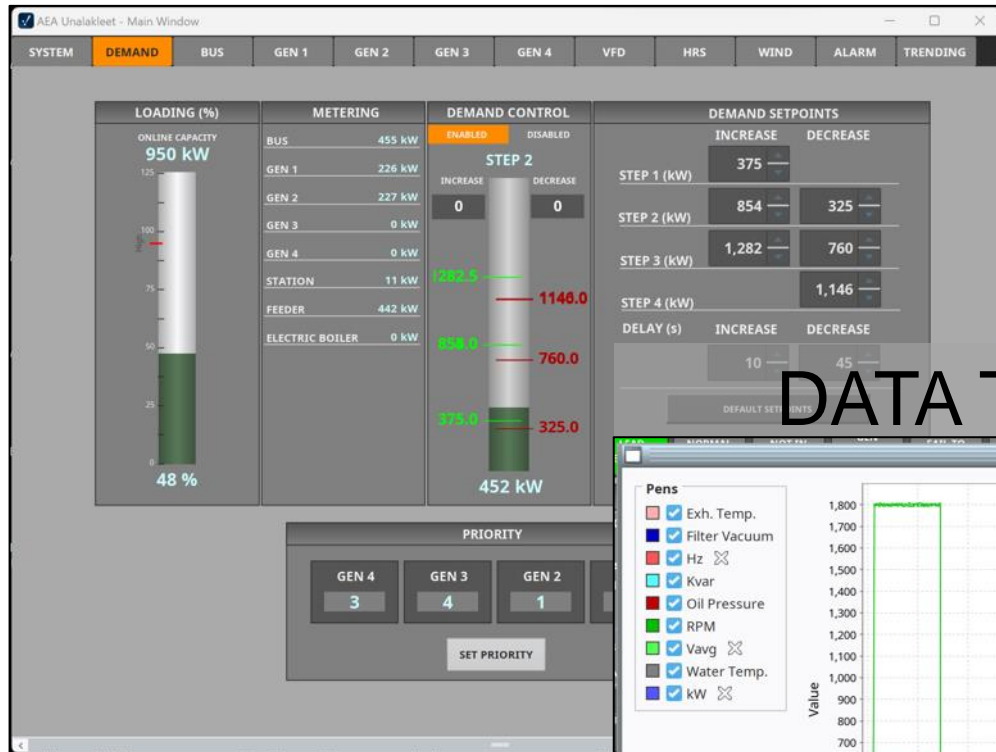 AEA Unalakleet - Main Window
SYSTEM DEMAND BUS GEN 1 GEN 2 GEN 3 GEN 4 VFD HRS WIND ALARM TRENDING
LOADING (%)
ONLINE CAPACITY
950 kW
125
100
High
75
50
25
0
48 %
METERING
BUS 455 kW
GEN 1 226 kW
GEN 2 227 kW
GEN 3 0 kW
GEN 4 0 kW
STATION 11 kW
FEEDER 442 kW
ELECTRIC BOILER 0 kW
DEMAND CONTROL
ENABLED DISABLED
STEP 2
INCREASE DECREASE
0 0
1282.5
1146.0
760.0
375.0
325.0
452 kW
DEMAND SETPOINTS
INCREASE DECREASE
STEP 1 (kW) 375
STEP 2 (kW) 854 325
STEP 3 (kW) 1,282 760
STEP 4 (kW) 1,146
DELAY (s) INCREASE DECREASE
10 45
DEFAULT SETPOINTS
DATA T
PRIORITY
GEN 4 GEN 3 GEN 2
3 4 1
SET PRIORITY
LEAD NORMAL NOT IN GEN FAIL TO
Pens
Exh. Temp.
Filter Vacuum
Hz
Kvar
Oil Pressure
RPM
Vavg
Water Temp.
kW
Value
1,800
1,700
1,600
1,500
1,400
1,300
1,200
1,100
1,000
900
800
700